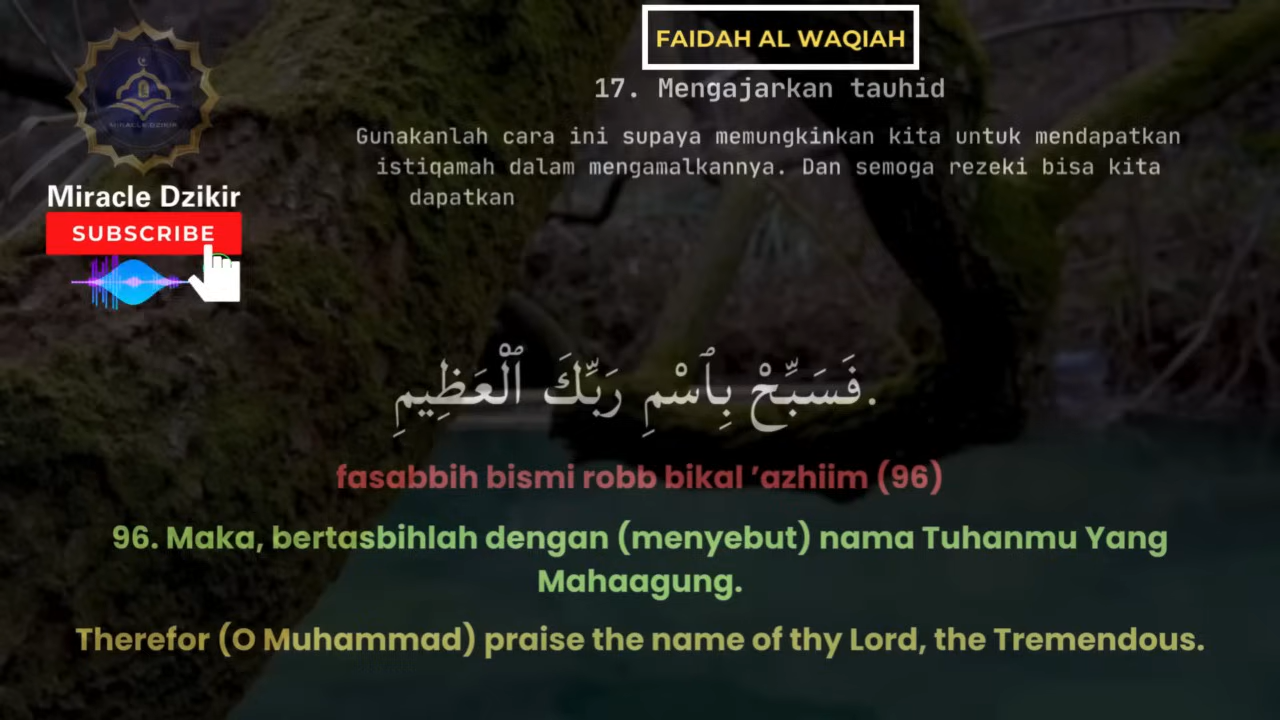 FAIDAH AL WAQIAH
17. Mengajarkan tauhid
Gunakanlah cara ini supaya memungkinkan kita untuk mendapatkan
istiqamah dalam mengamalkannya. Dan semoga rezeki bisa kita
dapatkan
MIRACLE DZIKIR
Miracle Dzikir
SUBSCRIBE
فَسَبِّحْ بِٱسْمِ رَبِّكَ ٱلْعَظِيمِ.
fasabbih bismi robb bikal ’azhiim (96)
96. Maka, bertasbihlah dengan (menyebut) nama Tuhanmu Yang
Mahaagung.
Therefor (O Muhammad) praise the name of thy Lord, the Tremendous.